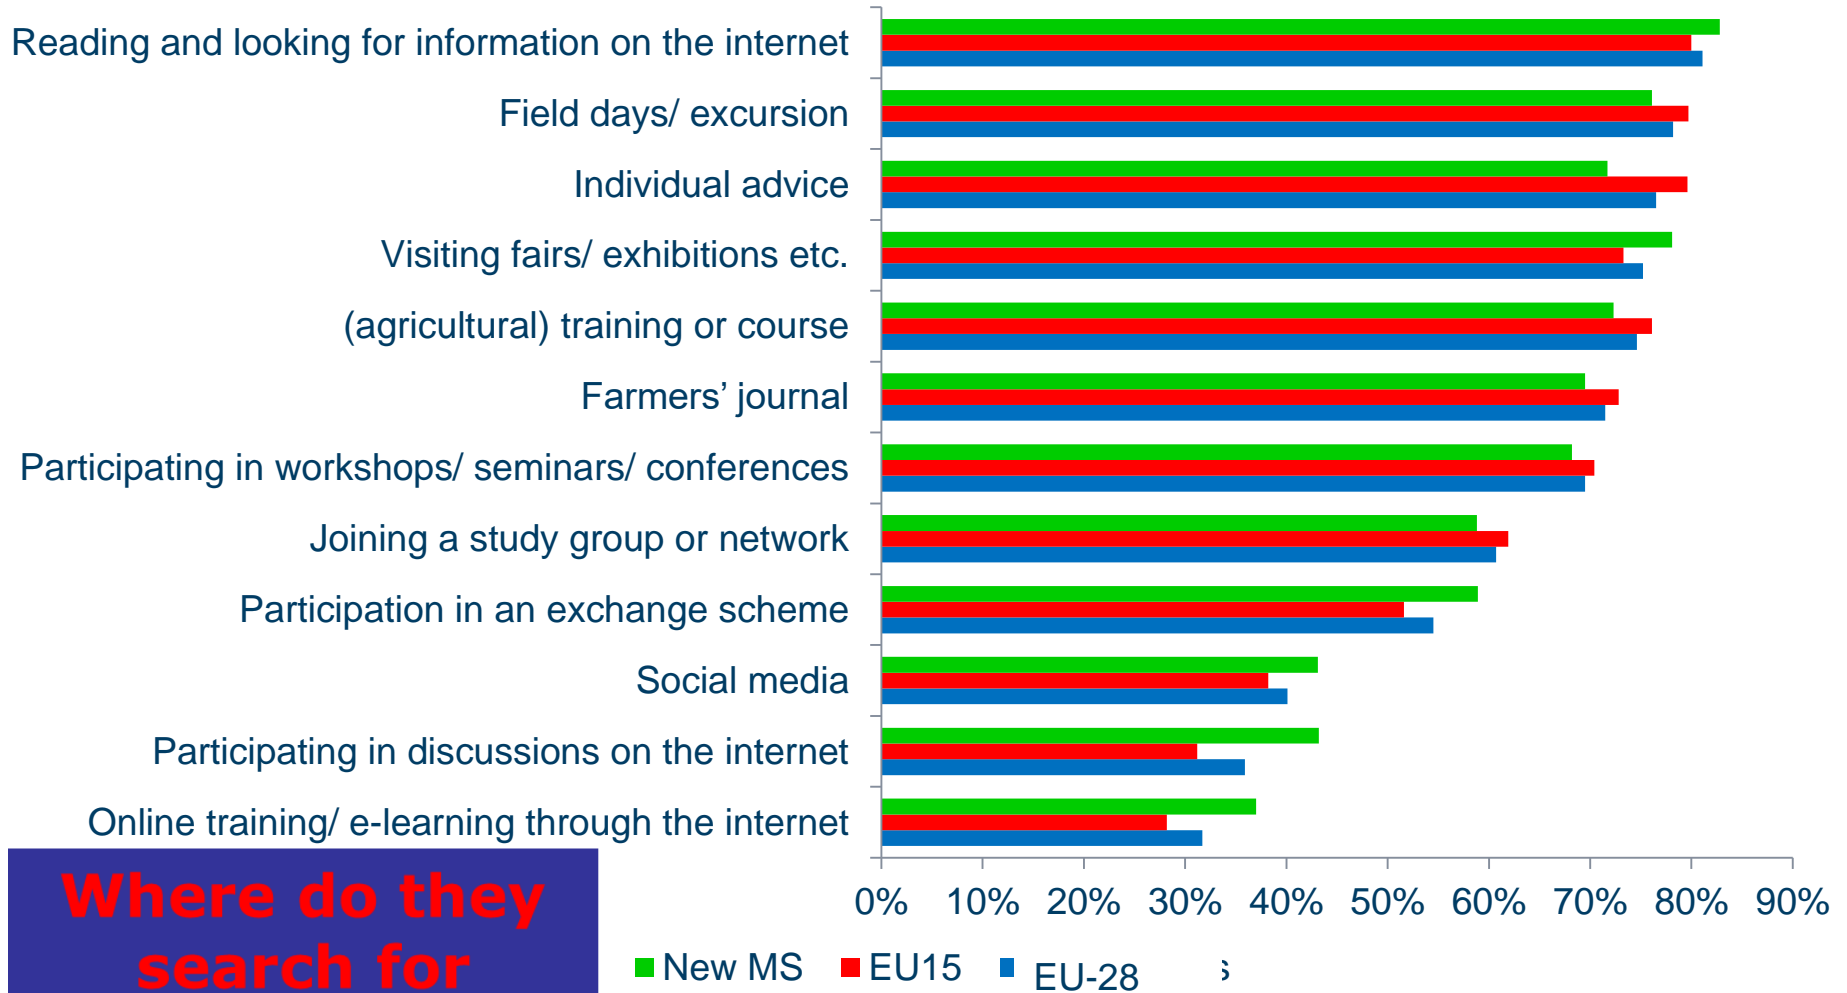 Reading and looking for information on the internet
Field days/ excursion
Individual advice
Visiting fairs/ exhibitions etc.
(agricultural) training or course
Farmers’ journal
Participating in workshops/ seminars/ conferences
Joining a study group or network
Participation in an exchange scheme
Social media
Participating in discussions on the internet
Online training/ e-learning through the internet
0% 10% 20% 30% 40% 50% 60% 70% 80% 90%
Where do they
search for
New MS EU15 EU-28